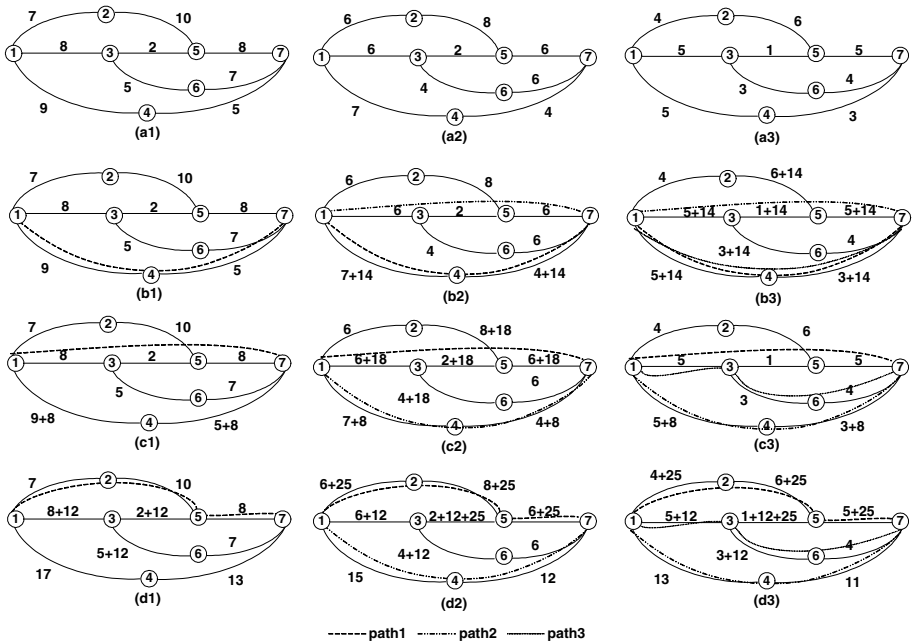 7 2 10
1 8 3 2 5 8 7
5 6 7
9 4 5
(a1)
6 2 8
1 6 3 2 5 6 7
4 6 6
7 4 4
(a2)
4 2 6
1 5 3 1 5 5 7
3 6 4
5 4 3
(a3)
7 2 10
1 8 3 2 5 8 7
5 6 7
9 4 5
(b1)
6 2 8
1 6 3 2 5 6 7
4 6 6
7+14 4 4+14
(b2)
4 2 6+14
1 5+14 3 1+14 5 5+14 7
3+14 6 4
5+14 4 3+14
(b3)
7 2 10
1 8 3 2 5 8 7
5 6 7
9+8 4 5+8
(c1)
6 2 8+18
1 6+18 3 2+18 5 6+18 7
4+18 6 6
7+8 4 4+8
(c2)
4 2 6
1 5 3 1 5 5 7
3 6 4
5+8 4 3+8
(c3)
7 2 10
1 8+12 3 2+12 5 8 7
5+12 6 7
17 4 13
(d1)
6+25 2 8+25
1 6+12 3 2+12+25 5 6+25 7
4+12 6 6
15 4 12
(d2)
4+25 2 6+25
1 5+12 3 1+12+25 5 5+25 7
3+12 6 4
13 4 11
(d3)
path1 path2 path3